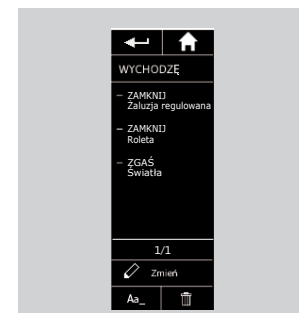 WYCHODZĘ
– ZAMKNIJ
Żaluzja regulowana
– ZAMKNIJ
Roleta
– ZGAŚ
Światła
1/1
Zmień
Aa_